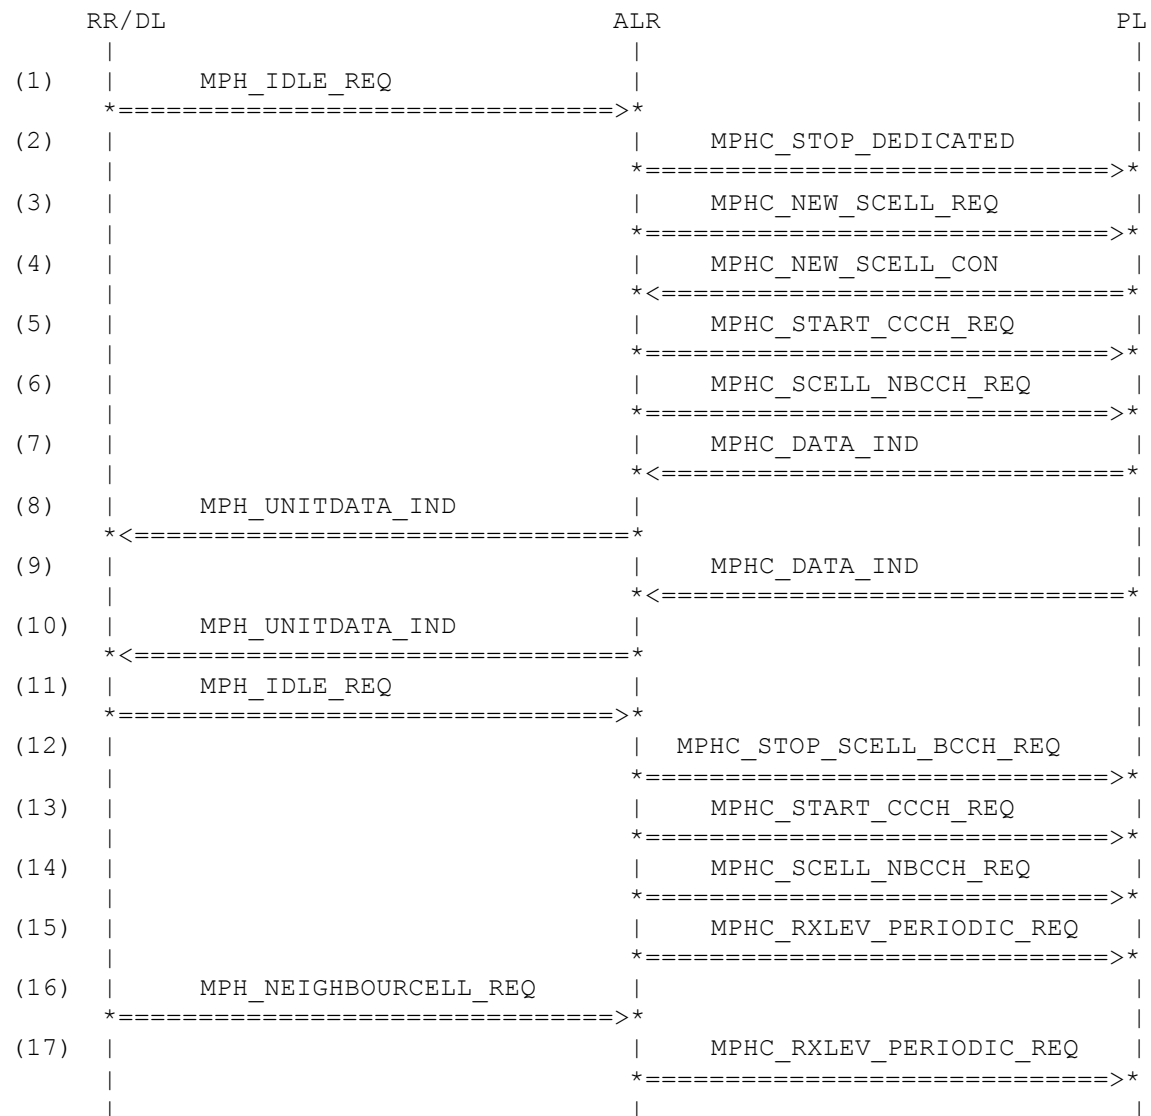 RR/DL ALR PL
(1) MPH_IDLE_REQ
(2) MPHC_STOP_DEDICATED
(3) MPHC_NEW_SCELL_REQ
(4) MPHC_NEW_SCELL_CON
(5) MPHC_START_CCCH_REQ
(6) MPHC_SCELL_NBCCH_REQ
(7) MPHC_DATA_IND
(8) MPH_UNITDATA_IND
(9) MPHC_DATA_IND
(10) MPH_UNITDATA_IND
(11) MPH_IDLE_REQ
(12) MPHC_STOP_SCELL_BCCH_REQ
(13) MPHC_START_CCCH_REQ
(14) MPHC_SCELL_NBCCH_REQ
(15) MPHC_RXLEV_PERIODIC_REQ
(16) MPH_NEIGHBOURCELL_REQ
(17) MPHC_RXLEV_PERIODIC_REQ